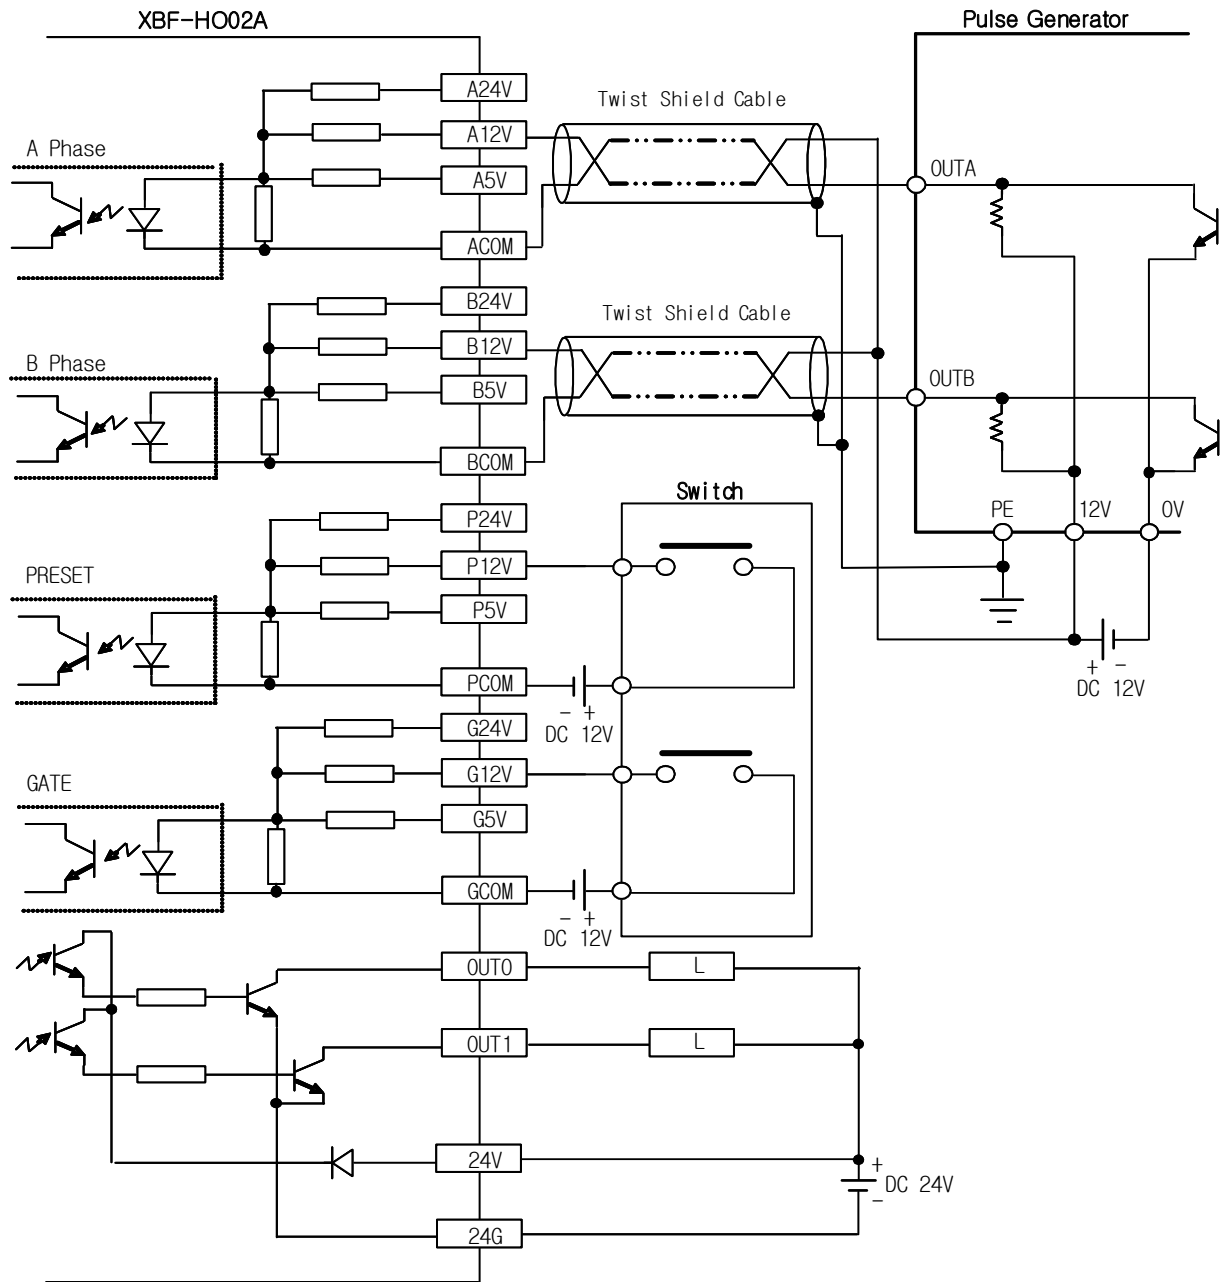 XBF-HO02A
Pulse Generator
A24V
Twist Shield Cable
A12V
A Phase
OUTA
A5V
ACOM
B24V
Twist Shield Cable
B12V
B Phase
OUTB
B5V
BCOM
Switch
P24V
PE
12V
0V
P12V
PRESET
P5V
PCOM
+ -
DC 12V
- +
DC 12V
G24V
G12V
GATE
G5V
GCOM
- +
DC 12V
OUT0
L
OUT1
L
24V
+
DC 24V
-
24G